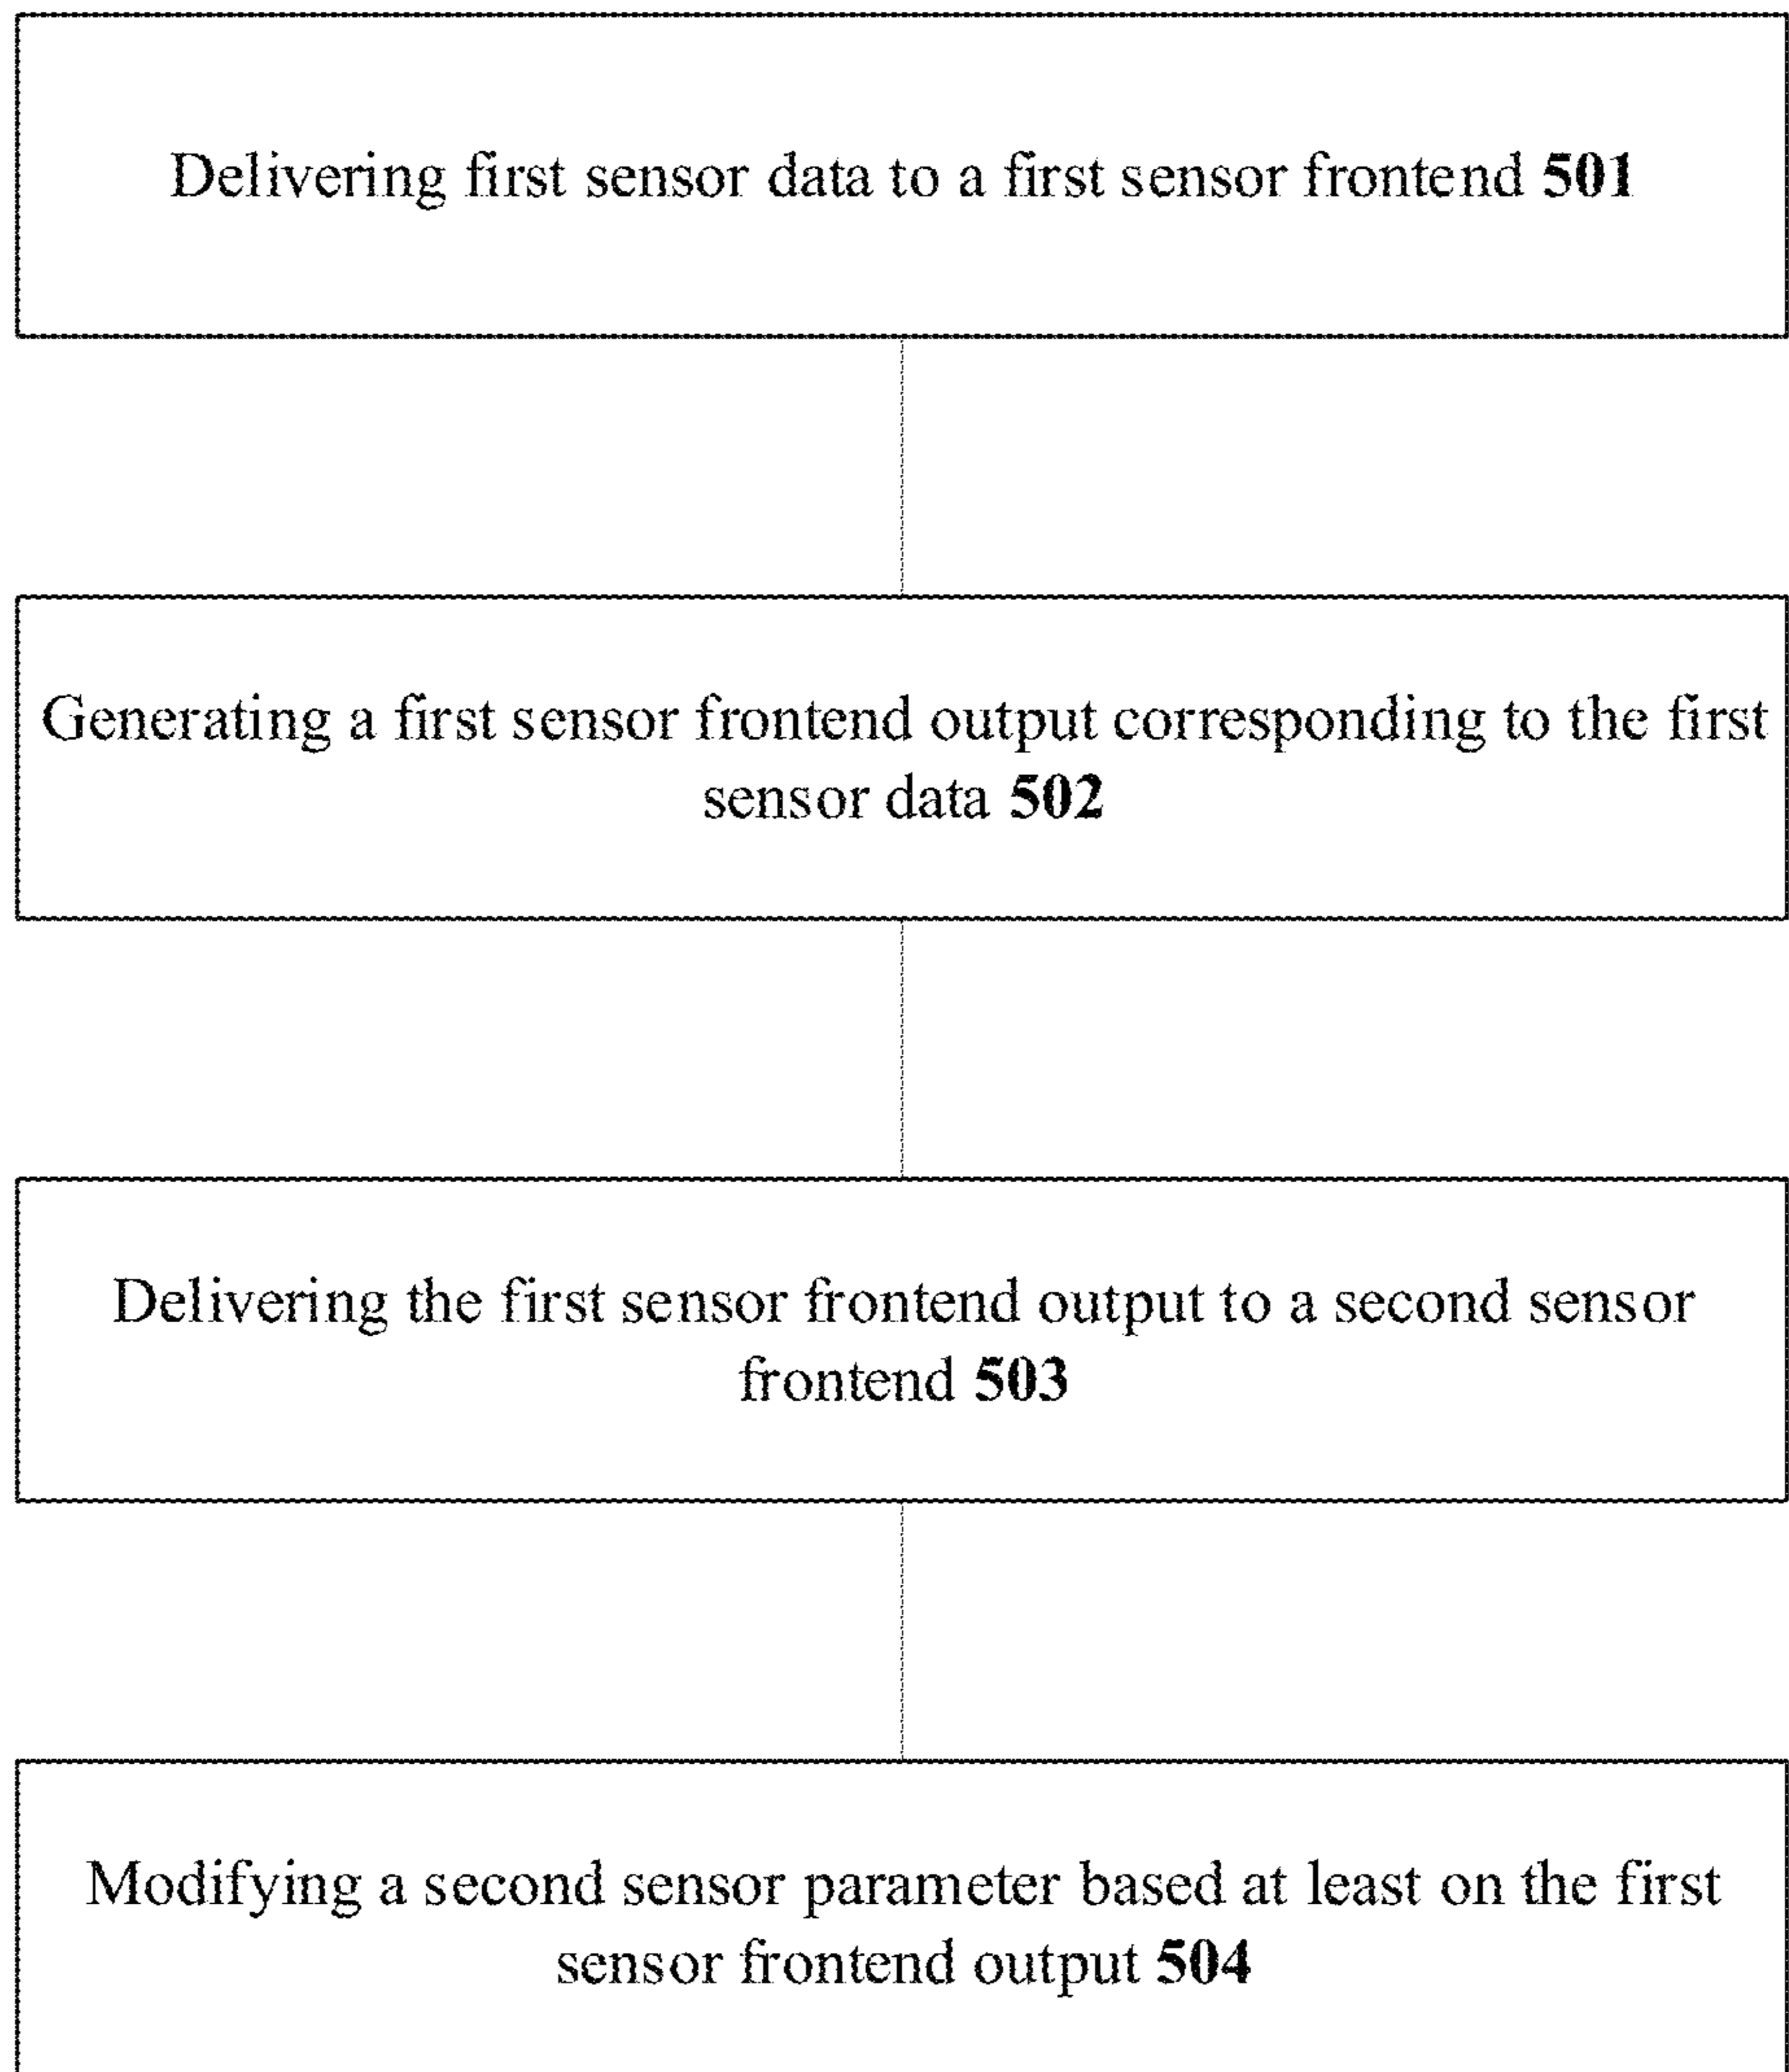 Delivering first sensor data to a first sensor frontend 501
Generating a first sensor frontend output corresponding to the first
sensor data 502
Delivering the first sensor frontend output to a second sensor
frontend 503
Modifying a second sensor parameter based at least on the first
sensor frontend output 504